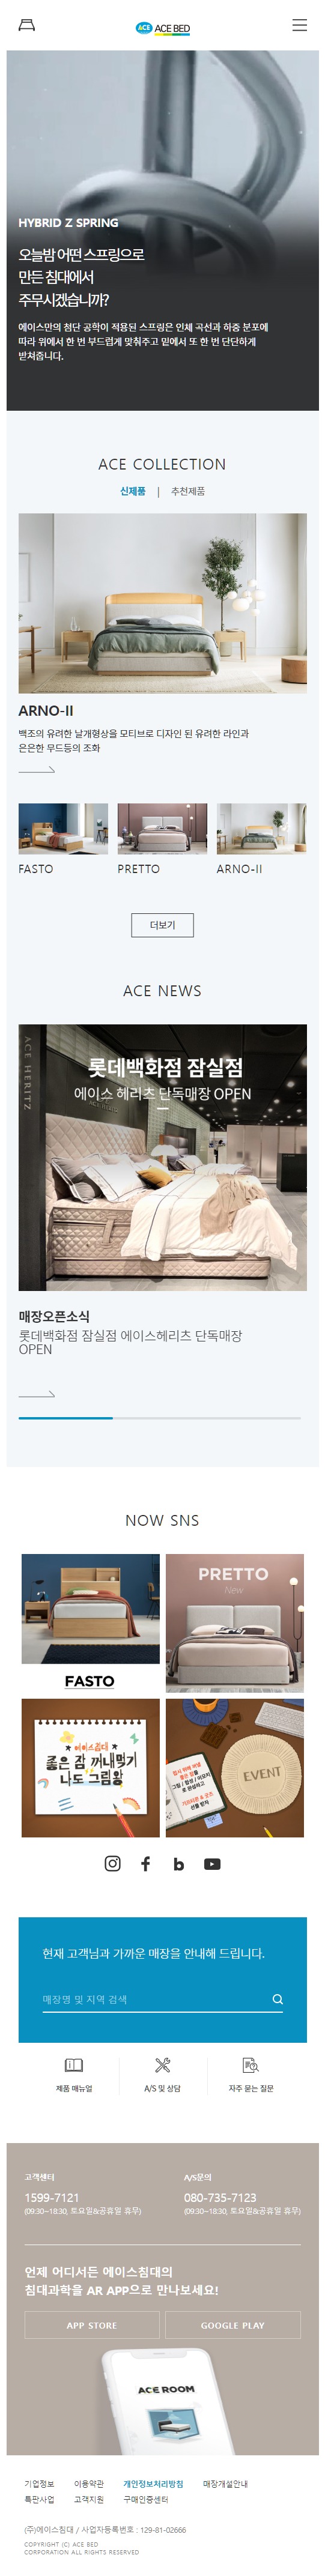 ACE ACE BED
HYBRID Z SPRING
오늘밤 어떤 스프링으로
만든 침대에서
주무시겠습니까?
에이스만의 첨단 공학이 적용된 스프링은 인체 곡선과 하중 분포에
따라 위에서 한 번 부드럽게 맞춰주고 밑에서 또 한 번 단단하게
받쳐줍니다.
ACE COLLECTION
신제품 | 추천제품
ARNO-II
백조의 유려한 날개형상을 모티브로 디자인 된 유려한 라인과
은은한 무드등의 조화
FASTO PRETTO ARNO-II
더보기
ACE NEWS
ACE HERITZ
롯데백화점 잠실점
에이스 헤리츠 단독매장 OPEN
매장오픈소식
롯데백화점 잠실점 에이스헤리츠 단독매장
OPEN
NOW SNS
FASTO
PRETTO
New
에이스침대
좋은 잠 꺼내먹기
나도 그림왕
EVENT
현재 고객님과 가까운 매장을 안내해 드립니다.
매장명 및 지역 검색
제품 매뉴얼 A/S 및 상담 자주 묻는 질문
고객센터 A/S문의
1599-7121 080-735-7123
(09:30~18:30, 토요일&공휴일 휴무) (09:30~18:30, 토요일&공휴일 휴무)
언제 어디서든 에이스침대의
침대과학을 AR APP으로 만나보세요!
APP STORE GOOGLE PLAY
ACE ROOM
기업정보 이용약관 개인정보처리방침 매장개설안내
특판사업 고객지원 구매인증센터
(주)에이스침대 / 사업자등록번호 : 129-81-02666
COPYRIGHT (C) ACE BED
CORPORATION ALL RIGHTS RESERVED